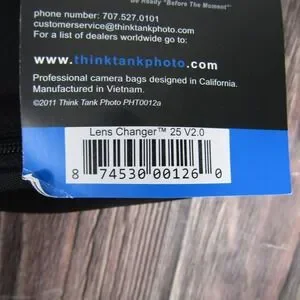 Be Ready "Before The Moment"
phone number: 707.527.0101
customerservice@thinktankphoto.com
For a list of dealers worldwide go to:
www.thinktankphoto.com
Professional camera bags designed in California.
Manufactured in Vietnam.
©2011 Think Tank Photo PHT0012a
Lens Changer™ 25 V2.0
8 74530 00126 0